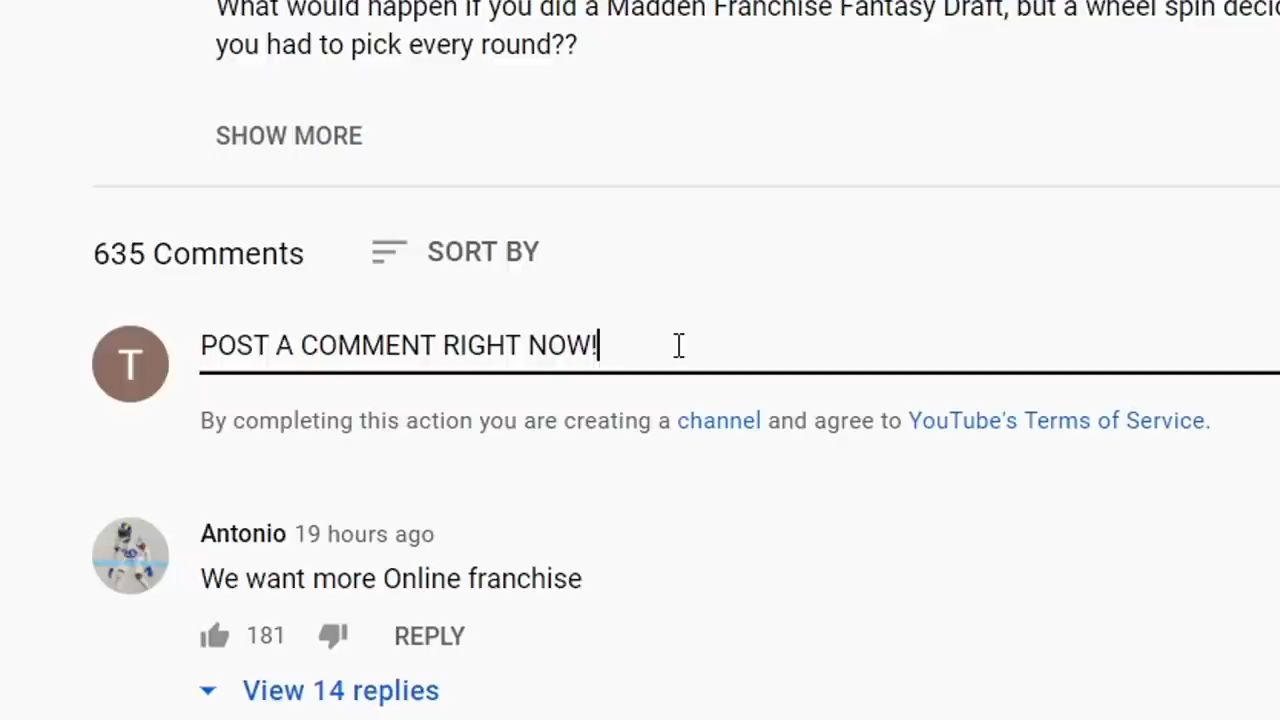 What would happen if you did a Madden Franchise Fantasy Draft, but a wheel spin
you had to pick every round??
SHOW MORE
635 Comments
SORT BY
T
POST A COMMENT RIGHT NOW!
By completing this action you are creating a channel and agree to YouTube's Terms of Service.
Antonio 19 hours ago
We want more Online franchise
181
REPLY
View 14 replies